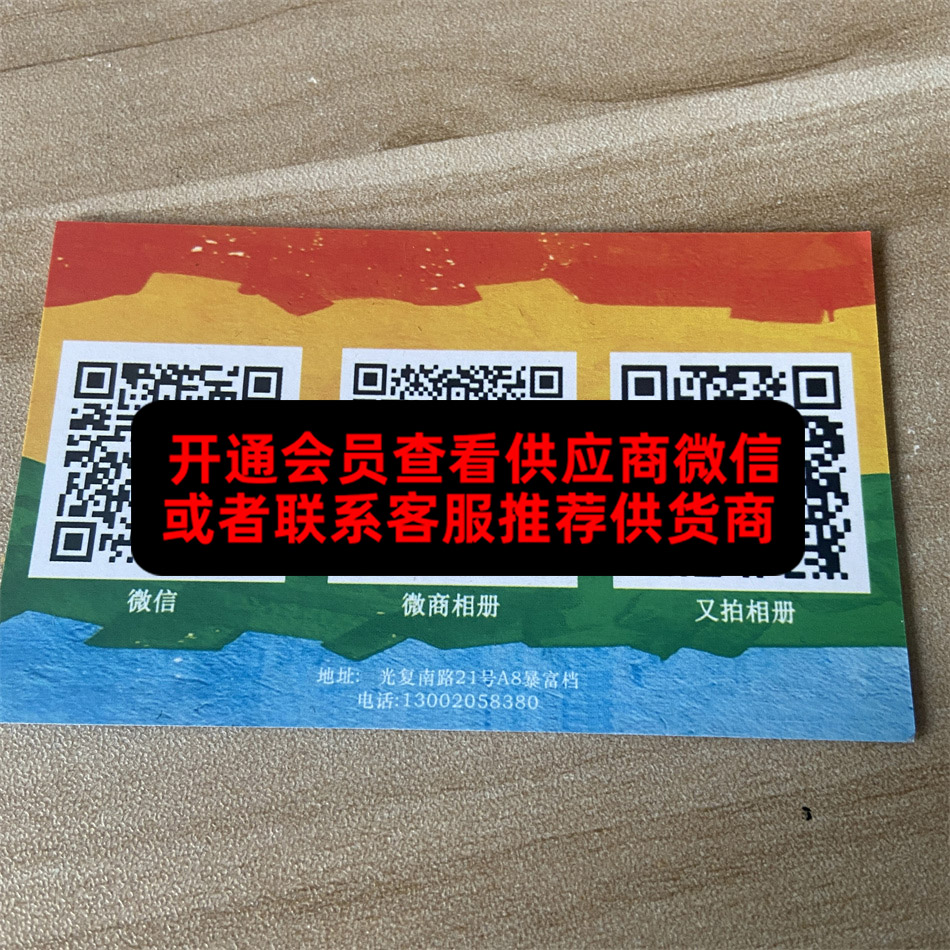 开通会员查看供应商微信
或者联系客服推荐供货商
微信
微商相册
又拍相册
地址: 光复南路21号A8暴富档
电话:13002058380